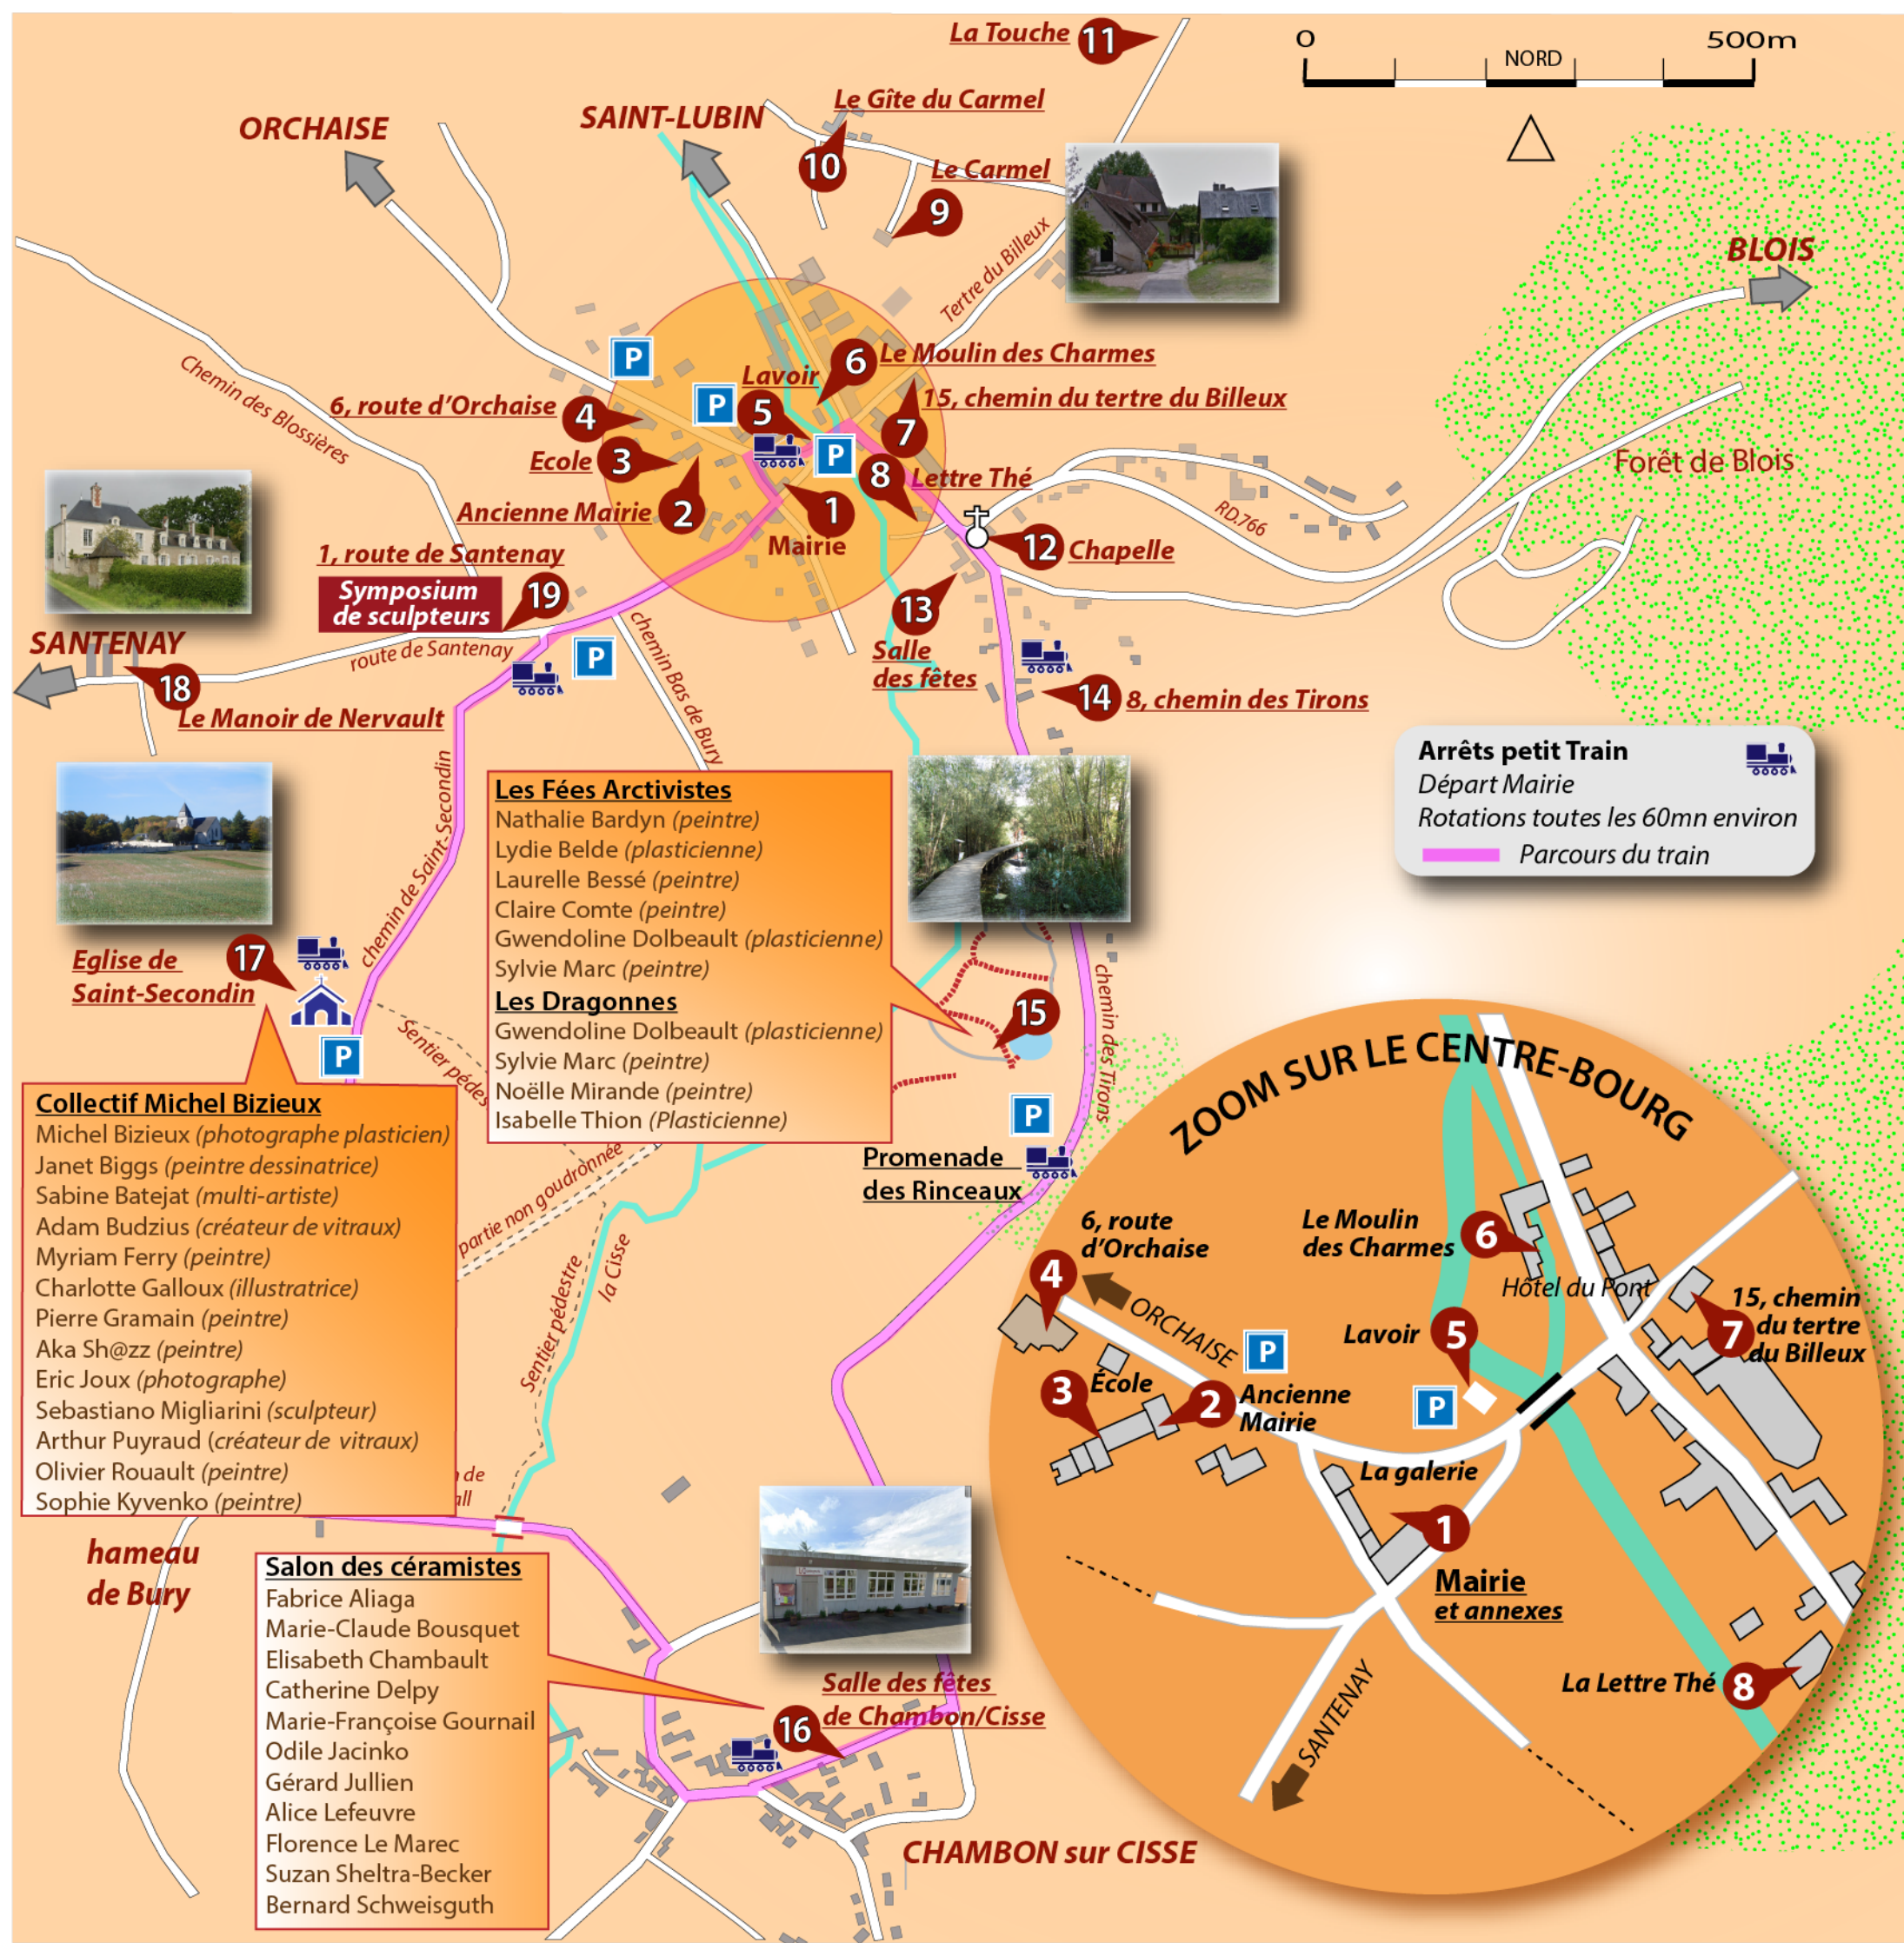 La Touche 11
0 500m
NORD
Le Gîte du Carmel
10
ORCHAISE
SAINT-LUBIN
Le Carmel
9
BLOIS
Tertre du Billeux
Chemin des Blossières
P
6 Le Moulin des Charmes
Lavoir
5
P
6, route d'Orchaise 4
15, chemin du tertre du Billeux
7
Ecole 3
P
8
Lettre Thé
Forêt de Blois
Ancienne Mairie 2
1
Mairie
RD.766
12 Chapelle
1, route de Santenay
Symposium
de sculpteurs
19
13
Salle
des fêtes
SANTENAY
route de Santenay
P
chemin Bas de Bury
18
Le Manoir de Nervault
14 8, chemin des Tirons
Arrêts petit Train
Départ Mairie
Rotations toutes les 60mn environ
Parcours du train
chemin de Saint-Secondin
Les Fées Arctivistes
Nathalie Bardyn (peintre)
Lydie Belde (plasticienne)
Laurelle Bessé (peintre)
Claire Comte (peintre)
Gwendoline Dolbeault (plasticienne)
Sylvie Marc (peintre)
Les Dragonnes
Gwendoline Dolbeault (plasticienne)
Sylvie Marc (peintre)
Noëlle Mirande (peintre)
Isabelle Thion (Plasticienne)
17
Eglise de
Saint-Secondin
P
Sentier pédes
15
chemin des Tirons
P
Promenade
des Rinceaux
Collectif Michel Bizieux
Michel Bizieux (photographe plasticien)
Janet Biggs (peintre dessinatrice)
Sabine Batejat (multi-artiste)
Adam Budzius (créateur de vitraux)
Myriam Ferry (peintre)
Charlotte Galloux (illustratrice)
Pierre Gramain (peintre)
Aka Sh@zz (peintre)
Eric Joux (photographe)
Sebastiano Migliarini (sculpteur)
Arthur Puyraud (créateur de vitraux)
Olivier Rouault (peintre)
Sophie Kyvenko (peintre)
partie non goudronnée
Sentier pédestre
la Cisse
de
all
hameau
de Bury
Salon des céramistes
Fabrice Aliaga
Marie-Claude Bousquet
Elisabeth Chambault
Catherine Delpy
Marie-Françoise Gournail
Odile Jacinko
Gérard Jullien
Alice Lefeuvre
Florence Le Marec
Suzan Sheltra-Becker
Bernard Schweisguth
Salle des fêtes
de Chambon/Cisse
16
CHAMBON sur CISSE
ZOOM SUR LE CENTRE-BOURG
6, route
d'Orchaise
4
ORCHAISE
Le Moulin
des Charmes
6
Hôtel du Pont
15, chemin
du tertre
du Billeux
7
Lavoir 5
P
P
3 École
2 Ancienne
Mairie
La galerie
1
Mairie
et annexes
La Lettre Thé 8
SANTENAY